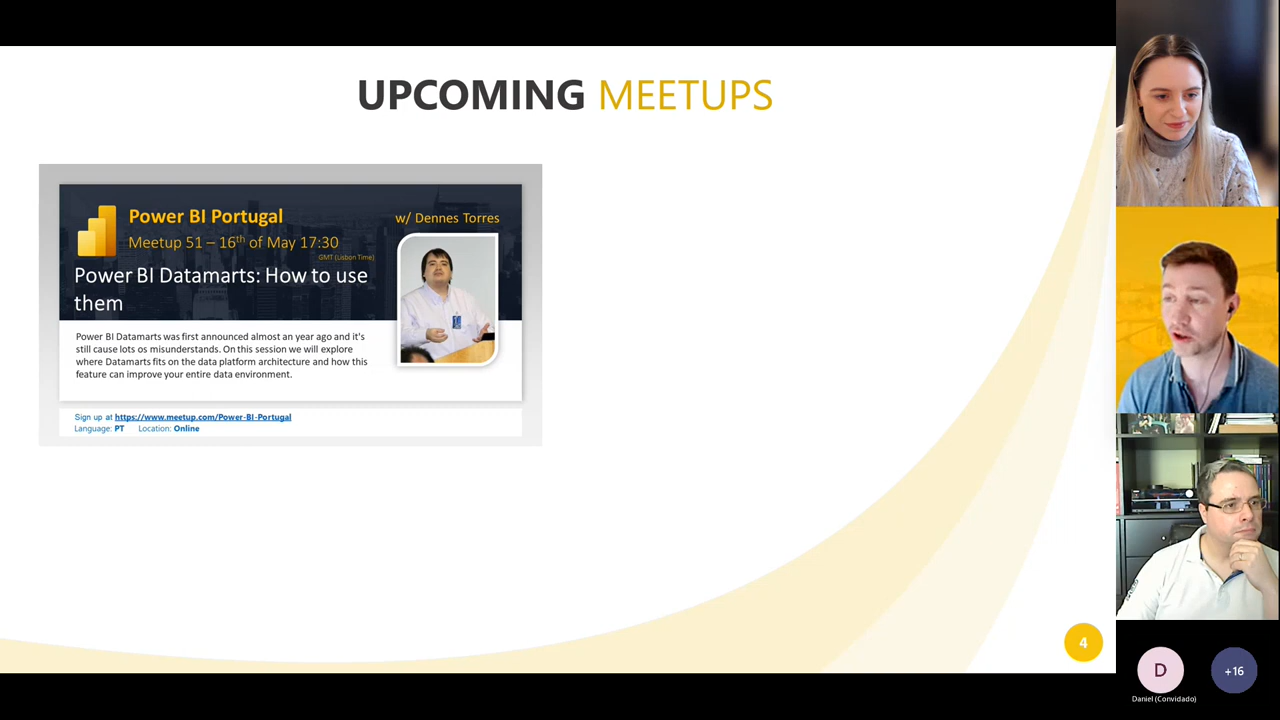 UPCOMING MEETUPS
Power BI Portugal
w/ Dennes Torres
Meetup 51 – 16th of May 17:30
GMT (Lisbon Time)
Power BI Datamarts: How to use
them
Power BI Datamarts was first announced almost an year ago and it's
still cause lots os misunderstands. On this session we will explore
where Datamarts fits on the data platform architecture and how this
feature can improve your entire data environment.
Sign up at https://www.meetup.com/Power-BI-Portugal
Language: PT Location: Online
4
D
+16
Daniel (Convidado)